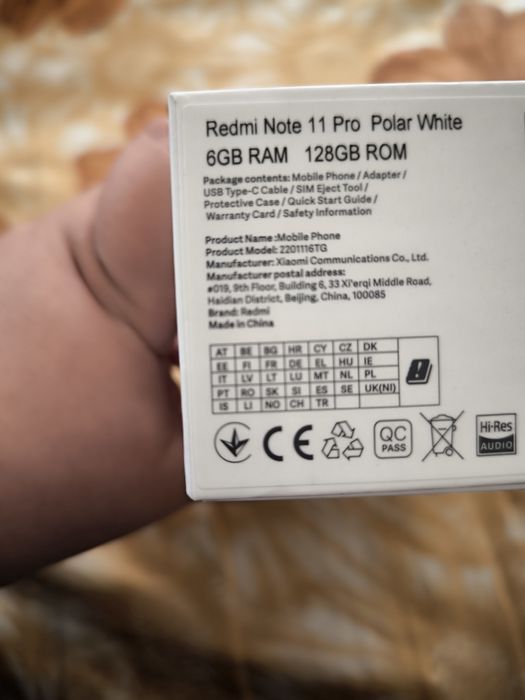 Redmi Note 11 Pro Polar White
6GB RAM 128GB ROM
Package contents: Mobile Phone / Adapter /
USB Type-C Cable / SIM Eject Tool /
Protective Case / Quick Start Guide /
Warranty Card / Safety Information
Product Name :Mobile Phone
Product Model: 2201116TG
Manufacturer: Xiaomi Communications Co., Ltd.
Manufacturer postal address:
#019, 9th Floor, Building 6, 33 Xi'erqi Middle Road,
Haidian District, Beijing, China, 100085
Brand: Redmi
Made in China
AT BE BG HR CY CZ DK
EE FI FR DE EL HU IE
IT LV LT LU MT NL PL
PT RO SK SI ES SE UK(NI)
IS LI NO CH TR
CE QC PASS Hi-Res AUDIO